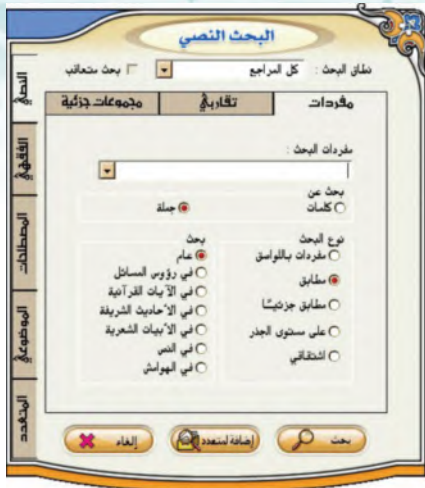 البحث النصي
نطاق البحث : كل المراجع بحث متعاقب
مفردات تقاربي مجموعات جزئية
مفردات البحث :
بحث عن
كلمات جملة
نوع البحث
مفردات باللواصق
مطابق
مطابق جزئيًا
على مستوى الجذر
اشتقاقي
بحث
عام
في رؤوس المسائل
في الآيات القرآنية
في الأحاديث الشريفة
في الأبيات الشعرية
في النص
في الهوامش
بحث إضافة لمتعدد إلغاء
النصي
الفقهي
المصطلحات
الموضوعي
المتعدد